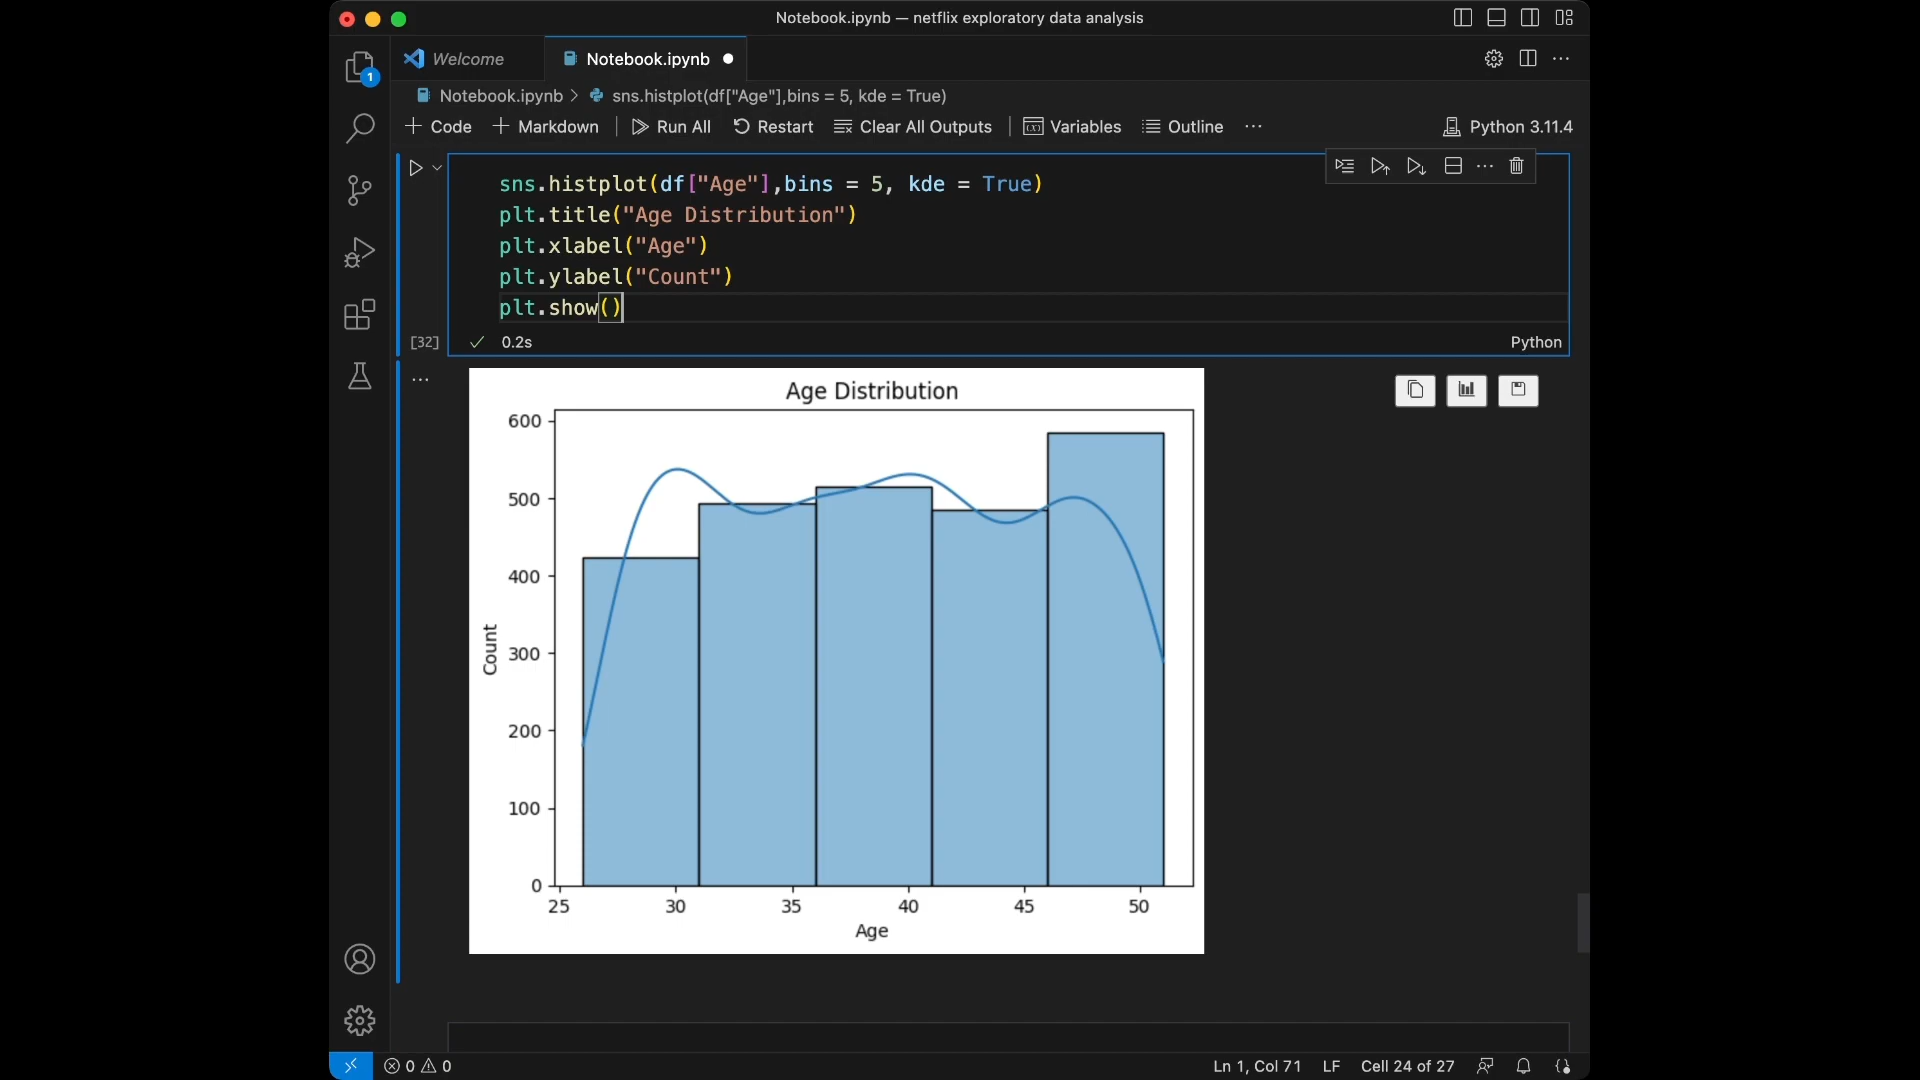 Notebook.ipynb — netflix exploratory data analysis
1
Welcome
Notebook.ipynb
Notebook.ipynb > sns.histplot(df["Age"],bins = 5, kde = True)
+ Code + Markdown Run All Restart Clear All Outputs Variables Outline ... Python 3.11.4
sns.histplot(df["Age"],bins = 5, kde = True)
plt.title("Age Distribution")
plt.xlabel("Age")
plt.ylabel("Count")
plt.show()
[32] ✓ 0.2s Python
Age Distribution
600
500
400
300
200
100
0
Count
25 30 35 40 45 50
Age
0 0 Ln 1, Col 71 LF Cell 24 of 27